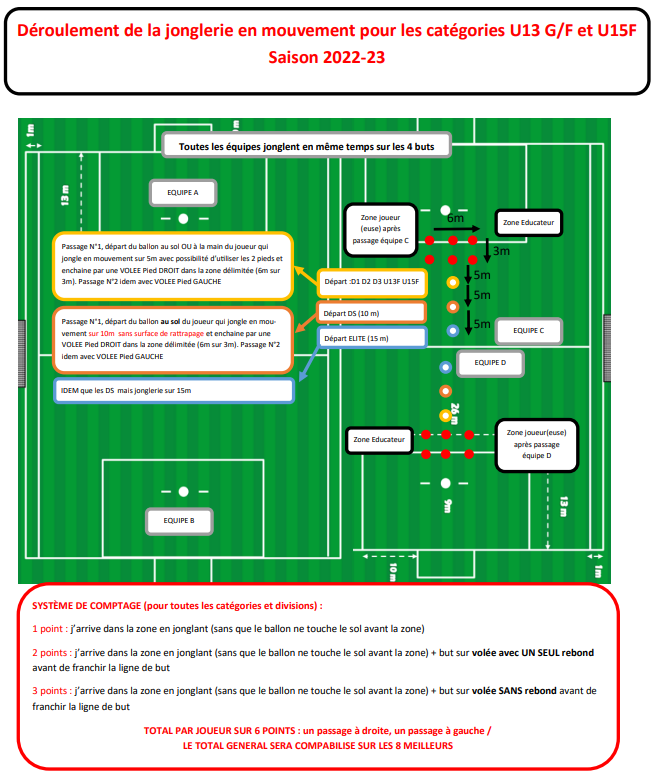 Déroulement de la jonglerie en mouvement pour les catégories U13 G/F et U15F
Saison 2022-23
1m
m
Toutes les équipes jonglent en même temps sur les 4 buts
13 m
EQUIPE A
Zone joueur
(euse) après
passage équipe C
6m
Zone Educateur
3m
Passage N°1, départ du ballon au sol OU à la main du joueur qui
jongle en mouvement sur 5m avec possibilité d'utiliser les 2 pieds et
enchaine par une VOLEE Pied DROIT dans la zone délimitée (6m sur
3m). Passage N°2 idem avec VOLEE Pied GAUCHE
Départ :D1 D2 D3 U13F U15F
5m
5m
Passage N°1, départ du ballon au sol du joueur qui jongle en mou-
vement sur 10m sans surface de rattrapage et enchaine par une
VOLEE Pied DROIT dans la zone délimitée (6m sur 3m). Passage N°2
idem avec VOLEE Pied GAUCHE
Départ DS (10 m)
5m
Départ ELITE (15 m)
EQUIPE C
EQUIPE D
IDEM que les DS mais jonglerie sur 15m
26 m
Zone Educateur
Zone joueur(euse)
après passage
équipe D
EQUIPE B
9m
13 m
10 m
1m
SYSTÈME DE COMPTAGE (pour toutes les catégories et divisions) :
1 point : j'arrive dans la zone en jonglant (sans que le ballon ne touche le sol avant la zone)
2 points : j'arrive dans la zone en jonglant (sans que le ballon ne touche le sol avant la zone) + but sur volée avec UN SEUL rebond
avant de franchir la ligne de but
3 points : j'arrive dans la zone en jonglant (sans que le ballon ne touche le sol avant la zone) + but sur volée SANS rebond avant de
franchir la ligne de but
TOTAL PAR JOUEUR SUR 6 POINTS : un passage à droite, un passage à gauche /
LE TOTAL GENERAL SERA COMPABILISE SUR LES 8 MEILLEURS